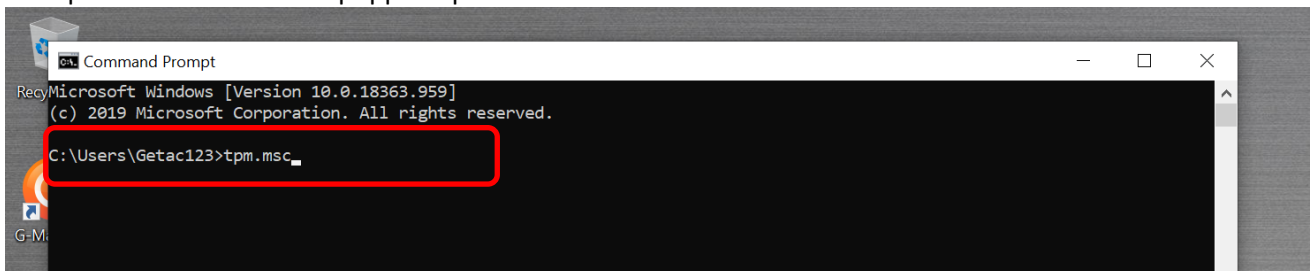 Command Prompt
Recy
Microsoft Windows [Version 10.0.18363.959]
(c) 2019 Microsoft Corporation. All rights reserved.
C:\Users\Getac123>tpm.msc
G-M